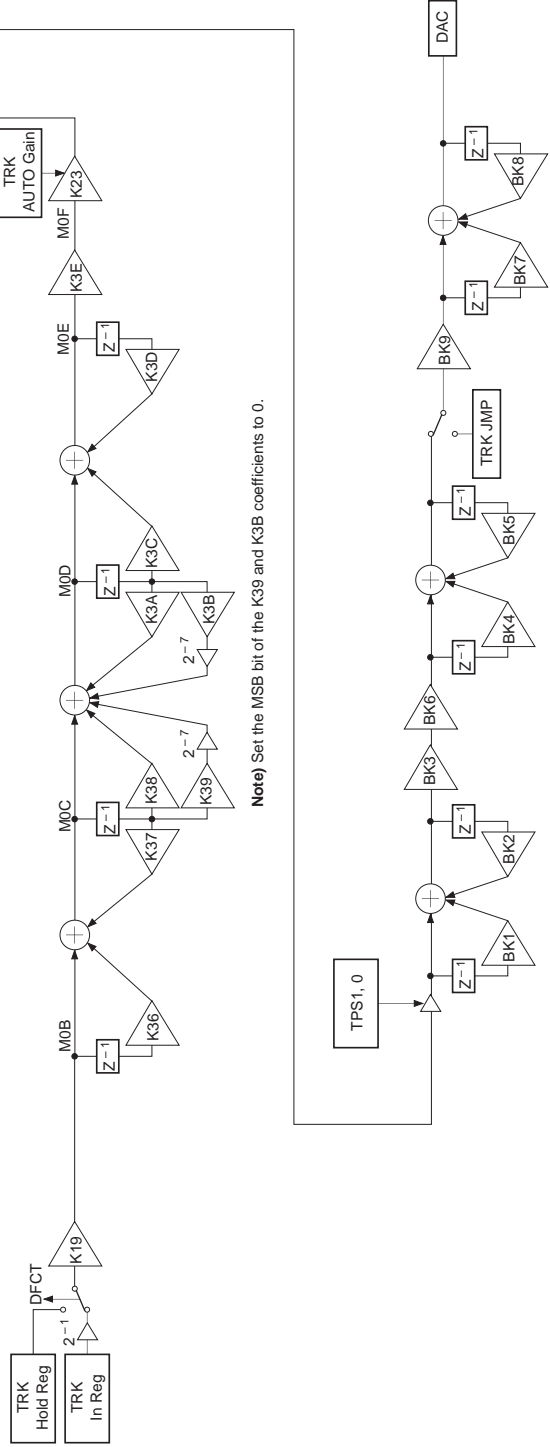 TRK
Hold Reg
TRK
In Reg
2⁻¹
DFCT
K19
M0B
Z⁻¹
K36
K37
M0C
Z⁻¹
K38
K39
2⁻⁷
2⁻⁷
K3A
K3B
M0D
Z⁻¹
K3C
K3D
M0E
Z⁻¹
K3E
M0F
K23
TRK
AUTO Gain
Note) Set the MSB bit of the K39 and K3B coefficients to 0.
TPS1, 0
Z⁻¹
BK1
BK2
Z⁻¹
BK3
BK6
Z⁻¹
BK4
BK5
Z⁻¹
TRK JMP
BK9
Z⁻¹
BK7
BK8
Z⁻¹
DAC